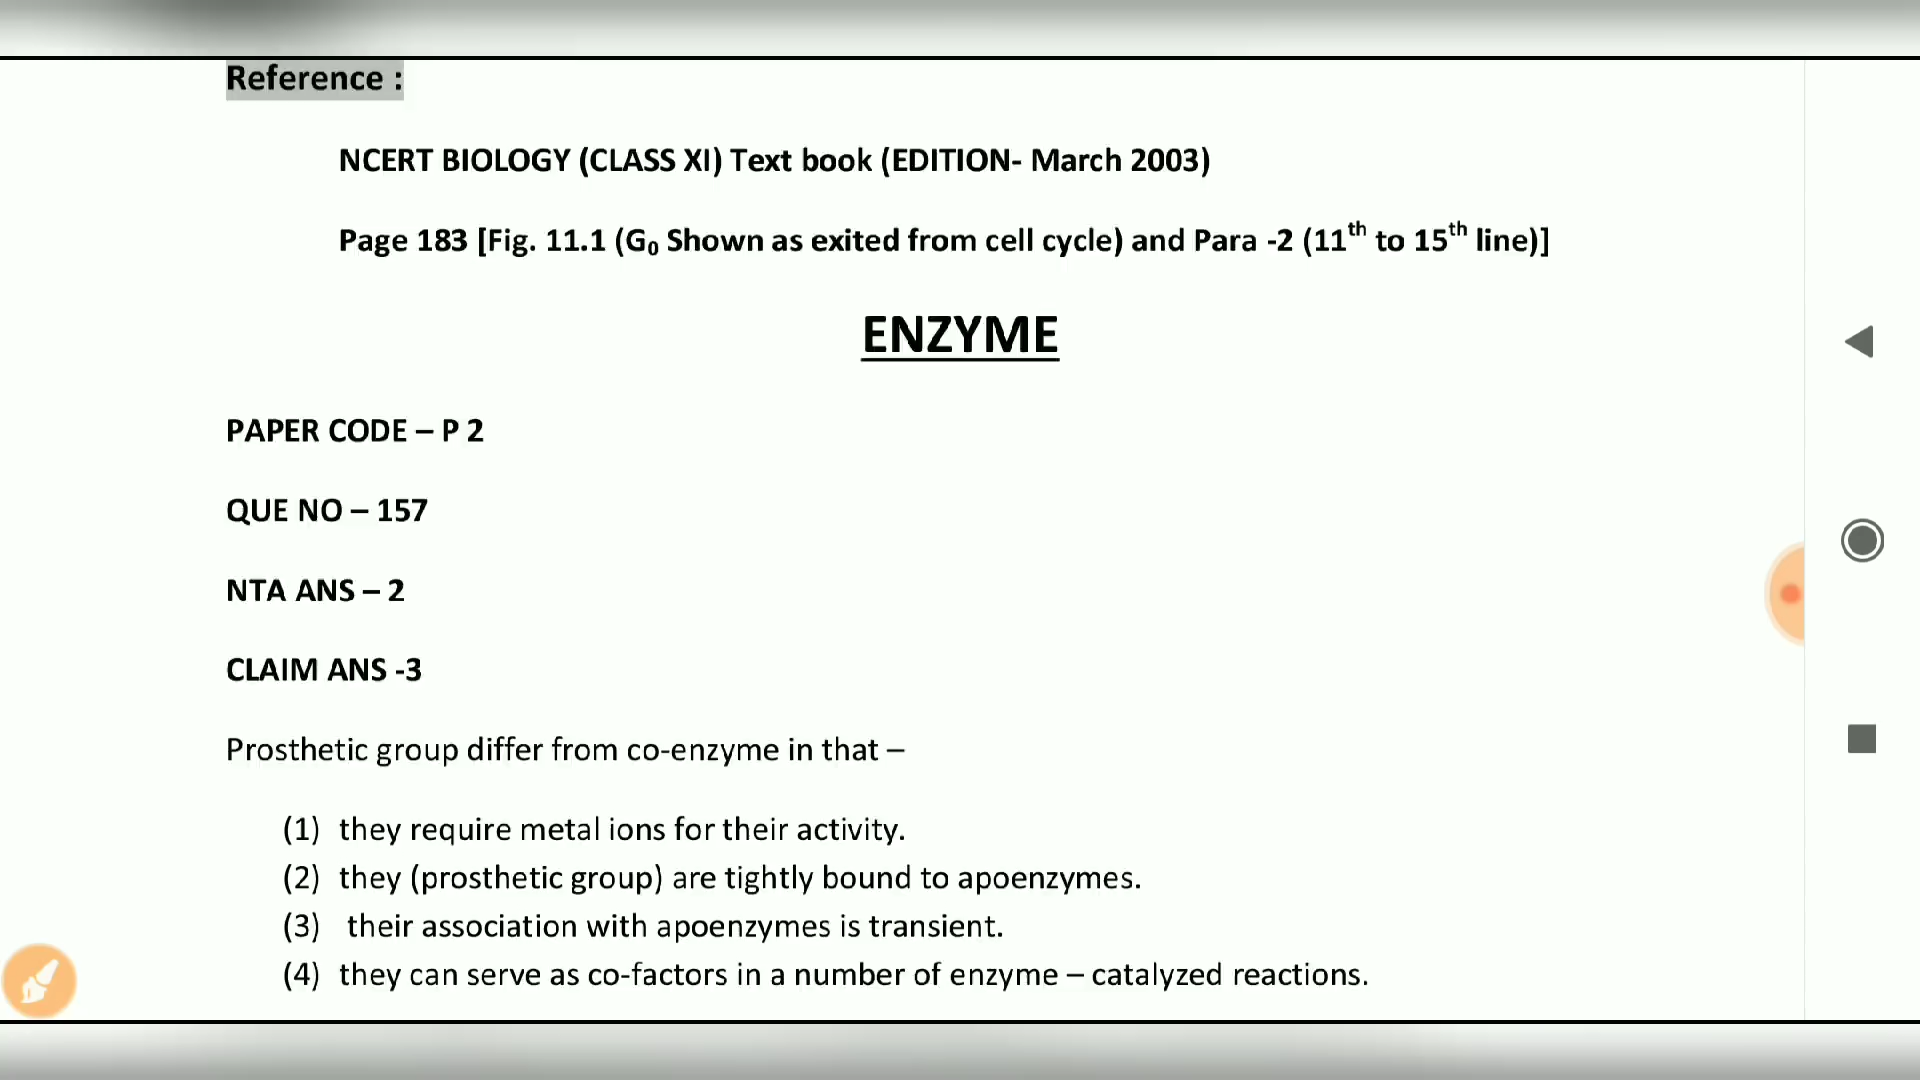 Reference :
NCERT BIOLOGY (CLASS XI) Text book (EDITION- March 2003)
Page 183 [Fig. 11.1 (G₀ Shown as exited from cell cycle) and Para -2 (11ᵗʰ to 15ᵗʰ line)]
ENZYME
PAPER CODE – P 2
QUE NO – 157
NTA ANS – 2
CLAIM ANS -3
Prosthetic group differ from co-enzyme in that –
(1) they require metal ions for their activity.
(2) they (prosthetic group) are tightly bound to apoenzymes.
(3) their association with apoenzymes is transient.
(4) they can serve as co-factors in a number of enzyme – catalyzed reactions.